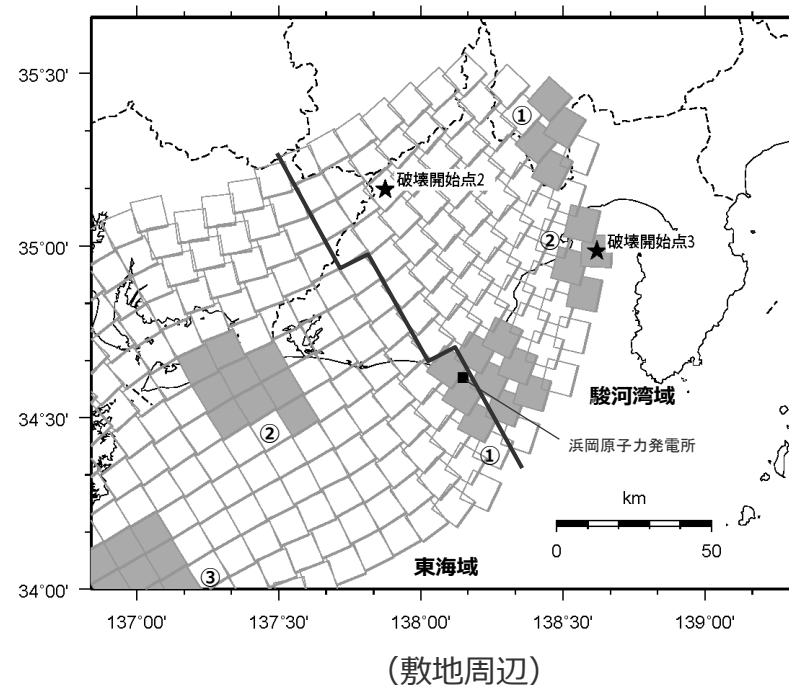 35°30'
35°00'
34°30'
34°00'
①
破壊開始点2
②
破壊開始点3
駿河湾域
浜岡原子力発電所
②
①
③
東海域
km
0 50
137°00' 137°30' 138°00' 138°30' 139°00'
（敷地周辺）